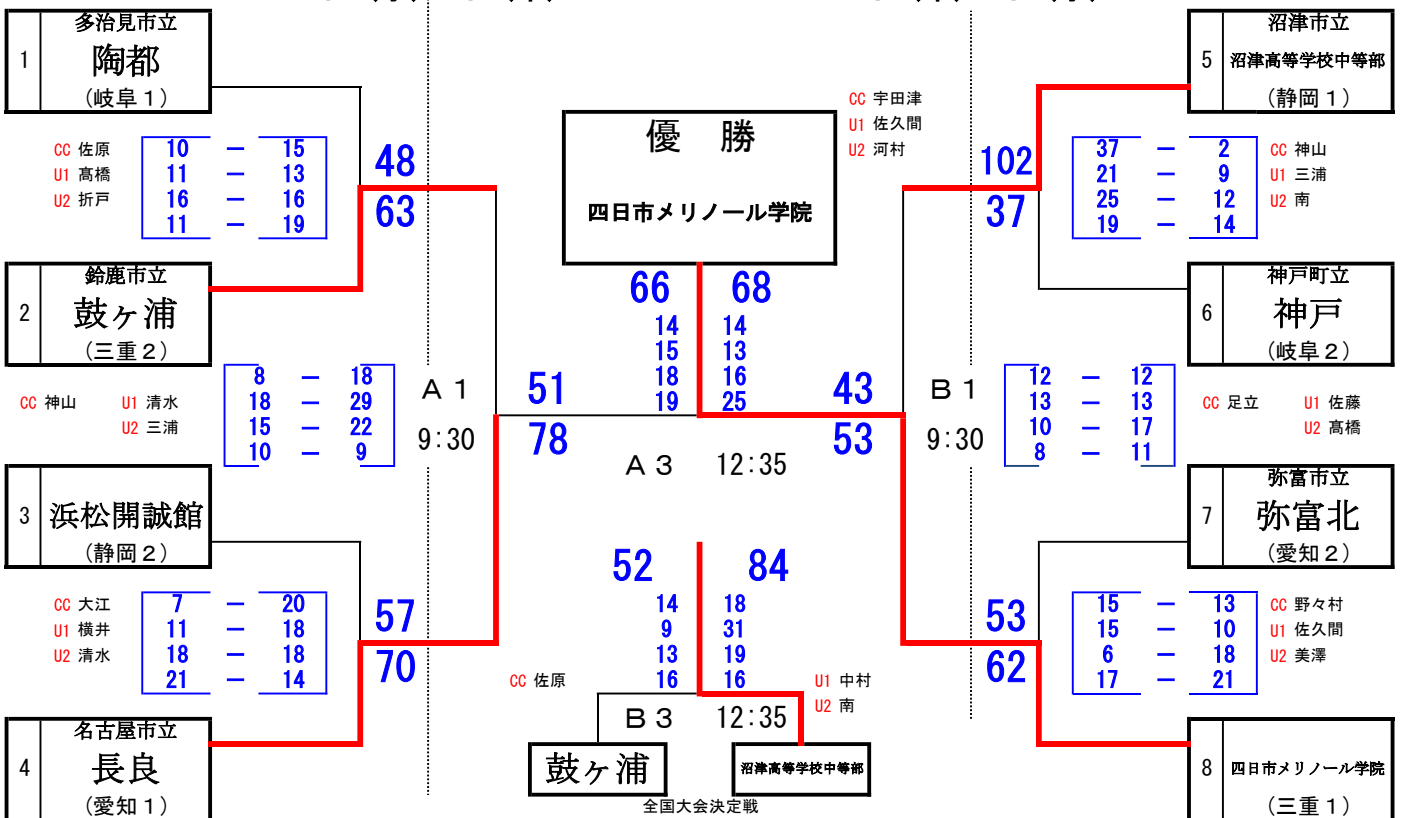 1
多治見市立
陶都
(岐阜１)
CC 佐原
U1 髙橋
U2 折戸
10 － 15
11 － 13
16 － 16
11 － 19
48
63
2
鈴鹿市立
鼓ヶ浦
(三重２)
CC 神山
U1 清水
U2 三浦
8 － 18
18 － 29
15 － 22
10 － 9
Ａ１
9:30
51
78
3
浜松開誠館
(静岡２)
CC 大江
U1 横井
U2 清水
7 － 20
11 － 18
18 － 18
21 － 14
57
70
4
名古屋市立
長良
(愛知１)
優　勝
四日市メリノール学院
CC 宇田津
U1 佐久間
U2 河村
66 68
14 14
15 13
18 16
19 25
Ａ３ 12:35
52 84
14 18
9 31
13 19
16 16
CC 佐原
U1 中村
U2 南
Ｂ３ 12:35
鼓ヶ浦
沼津高等学校中等部
全国大会決定戦
5
沼津市立
沼津高等学校中等部
(静岡１)
102
37
37 － 2
21 － 9
25 － 12
19 － 14
CC 神山
U1 三浦
U2 南
6
神戸町立
神戸
(岐阜２)
43
53
Ｂ１
9:30
12 － 12
13 － 13
10 － 17
8 － 11
CC 足立
U1 佐藤
U2 髙橋
7
弥富市立
弥富北
(愛知２)
53
62
15 － 13
15 － 10
6 － 18
17 － 21
CC 野々村
U1 佐久間
U2 美澤
8
四日市メリノール学院
(三重１)